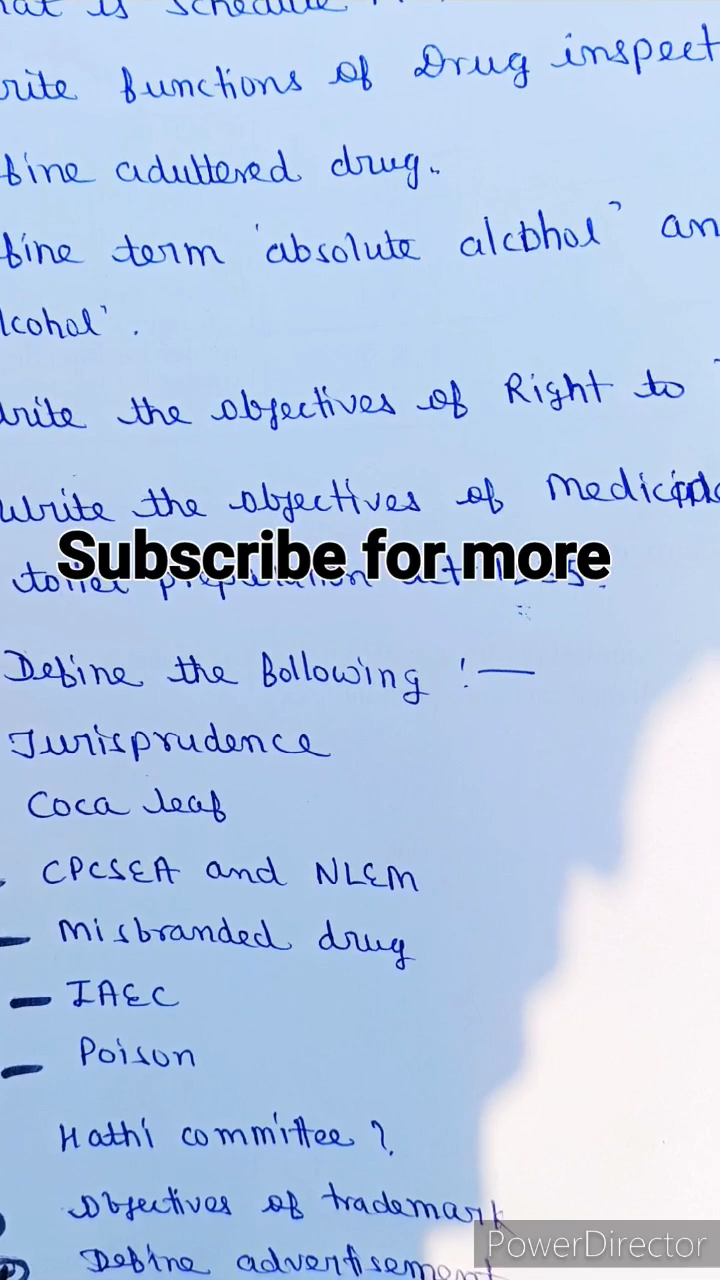 is
rite functions of Drug inspect
fine adultered drug.
fine term 'absolute alcohol' an
lcohol'.
write the objectives of Right to
Write the objectives of
Subscribe for more
Define the following :—
Jurisprudence
Coca leaf
CPCSEA and NLEM
Misbranded drug
IAEC
Poison
Hathi committee?
Objectives of trademark
PowerDirector
Define advertisement